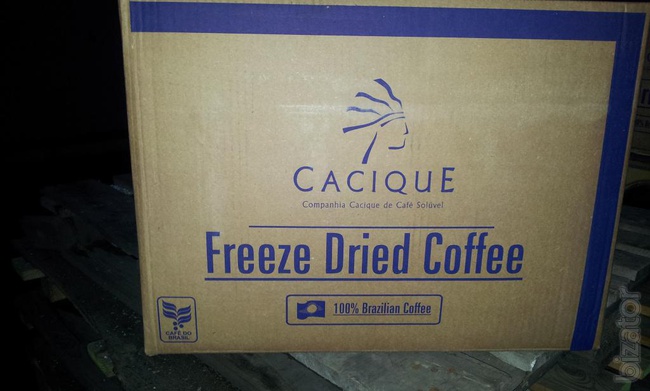 CACIQUE
Companhia Cacique de Café Solúvel
Freeze Dried Coffee
100% Brazilian Coffee
CAFÉ DO
BRASIL
bizator